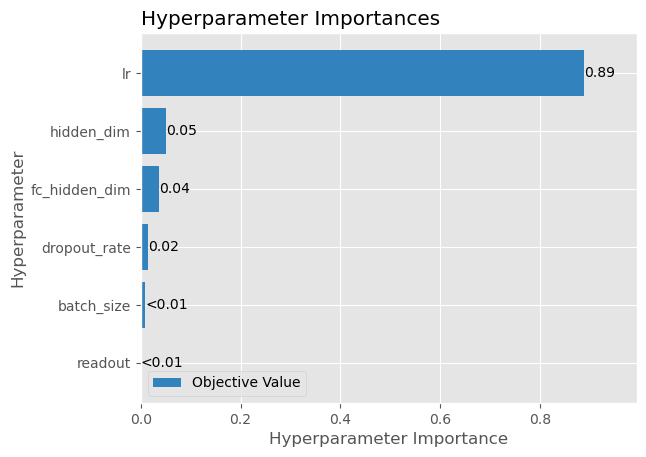 Hyperparameter Importances
lr
0.89
hidden_dim
0.05
fc_hidden_dim
0.04
dropout_rate
0.02
batch_size
<0.01
readout
<0.01
Objective Value
0.0 0.2 0.4 0.6 0.8
Hyperparameter Importance
Hyperparameter